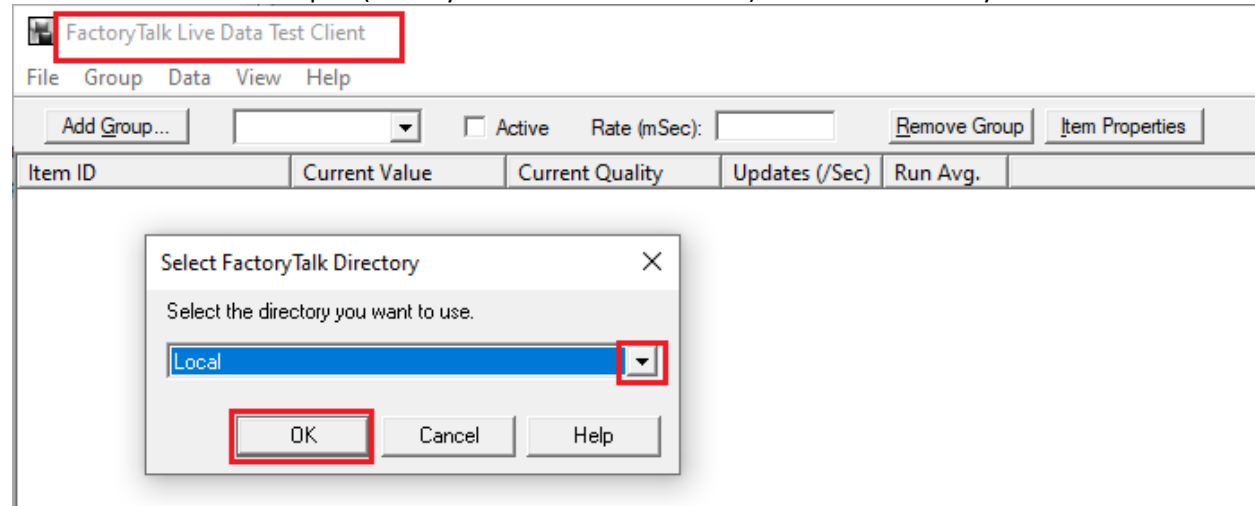 FactoryTalk Live Data Test Client
File Group Data View Help
Add Group... Active Rate (mSec): Remove Group Item Properties
Item ID Current Value Current Quality Updates (/Sec) Run Avg.
Select FactoryTalk Directory
Select the directory you want to use.
Local
OK Cancel Help